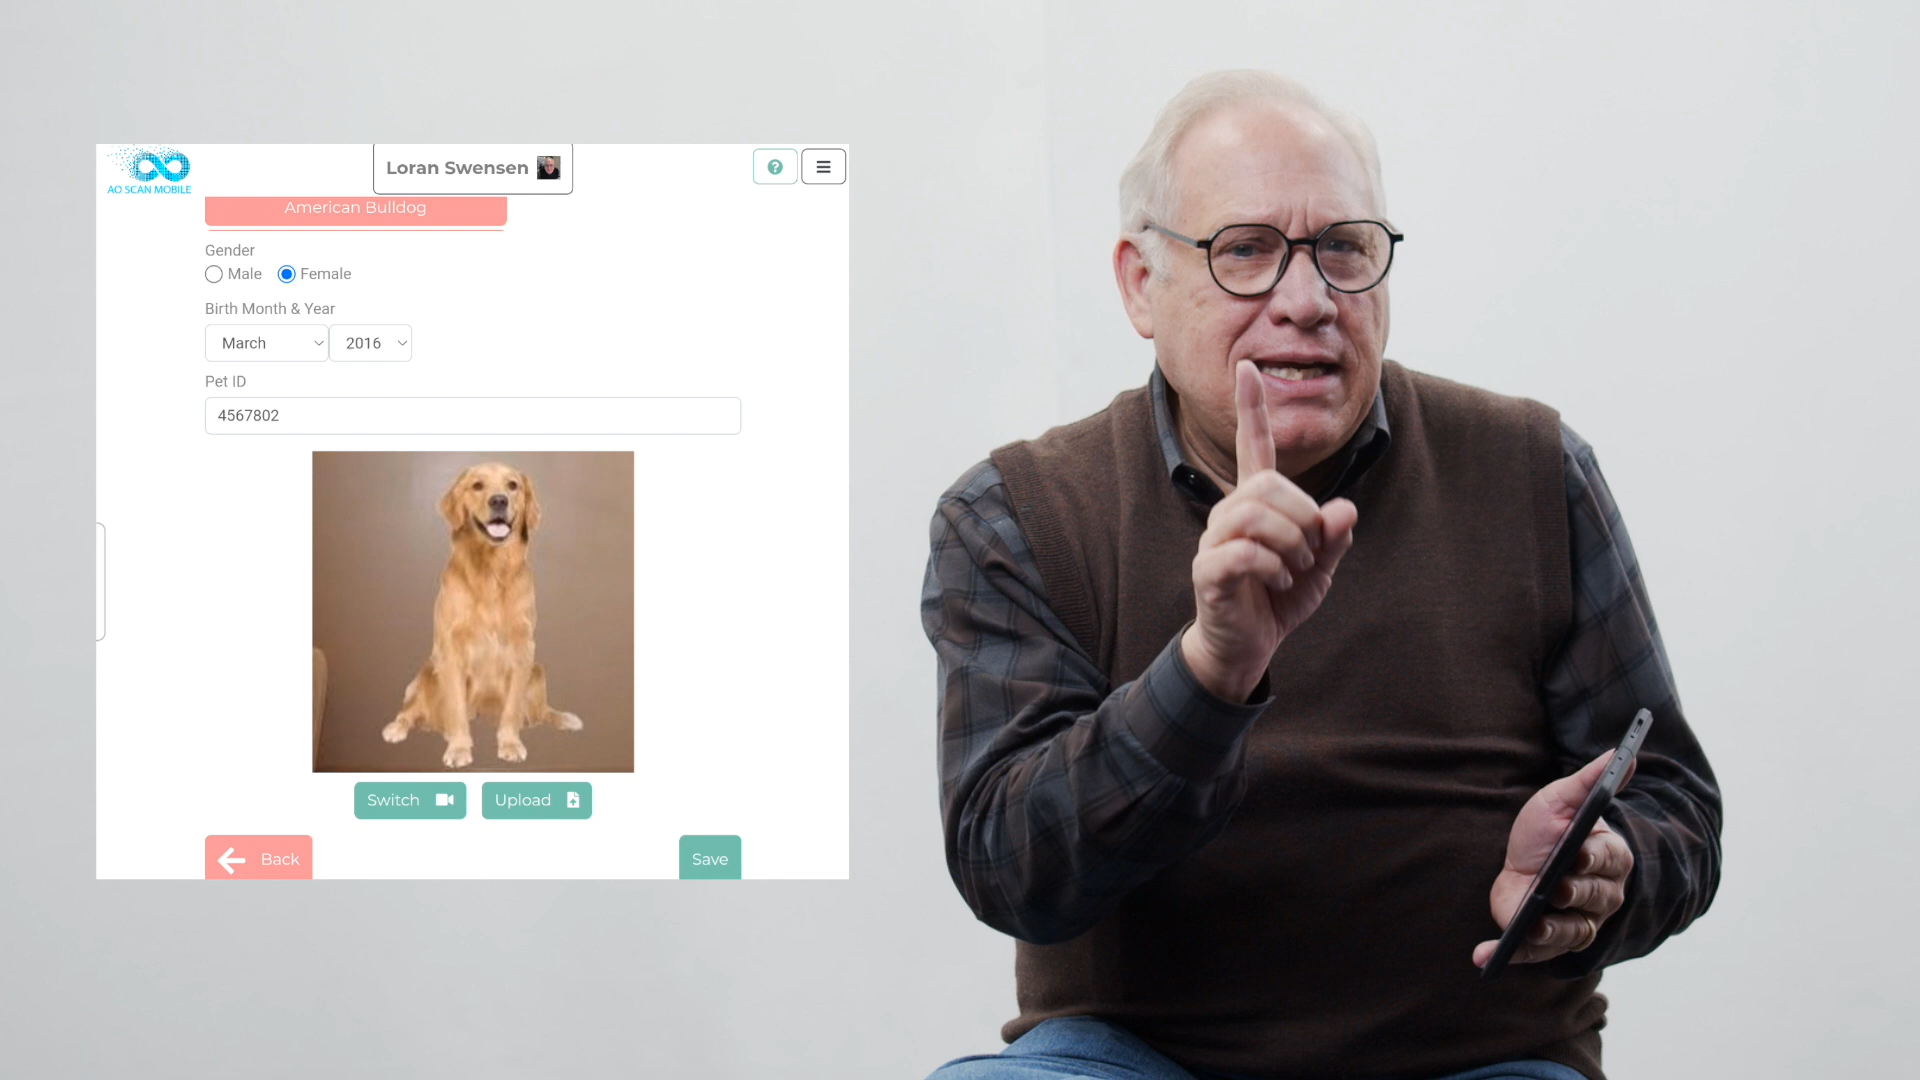 AO SCAN MOBILE
Loran Swensen
American Bulldog
Gender
Male Female
Birth Month & Year
March 2016
Pet ID
4567802
Switch Upload
Back Save